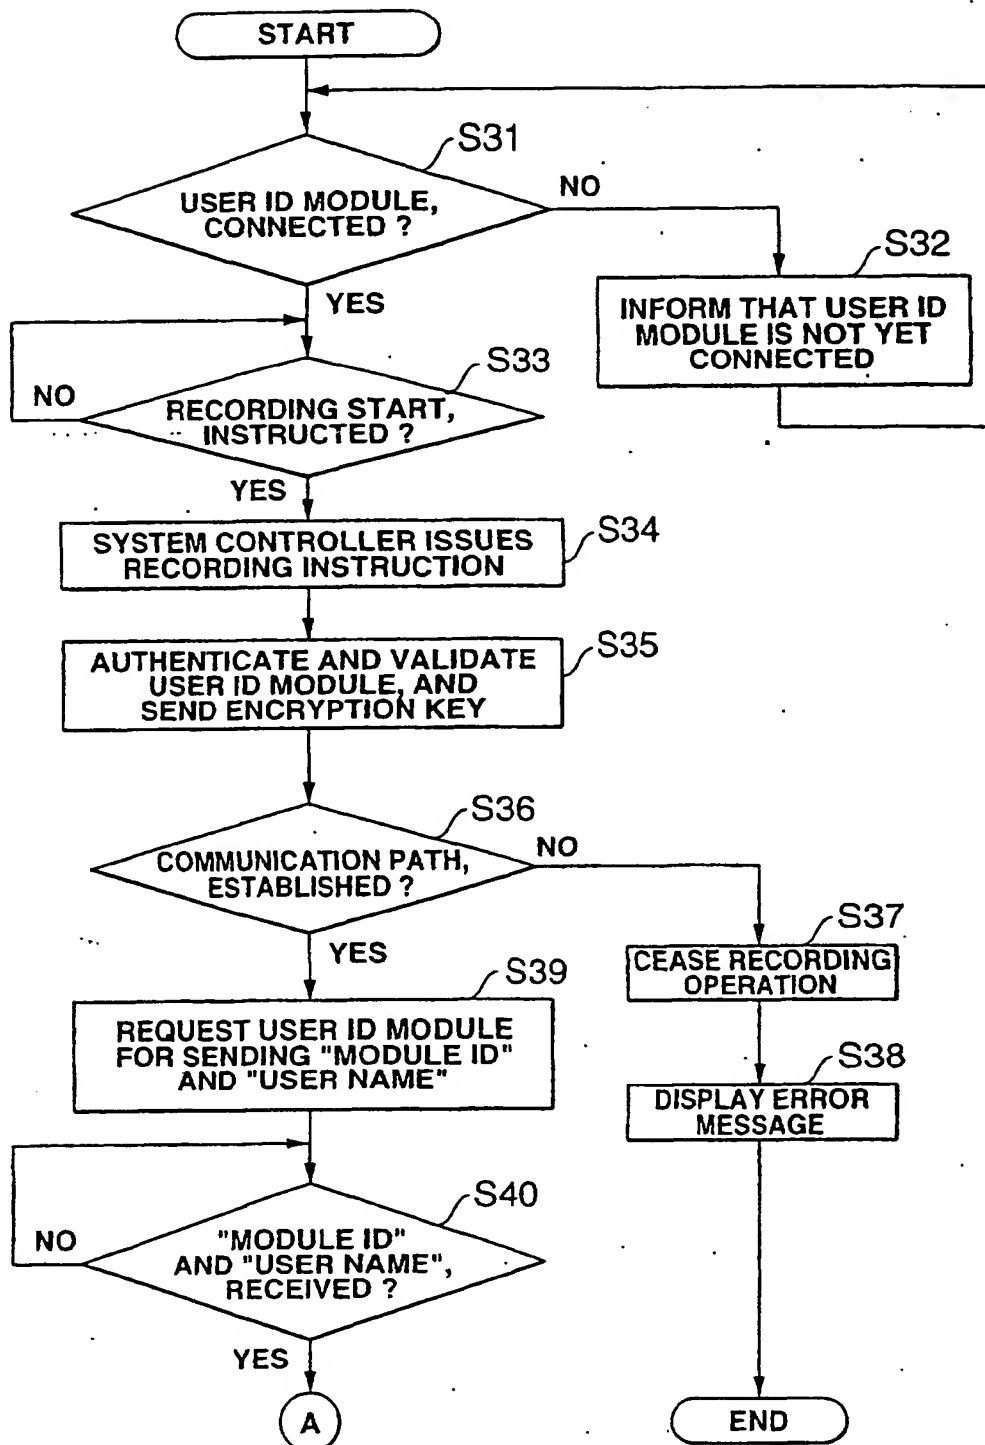 START
S31
USER ID MODULE,
CONNECTED ?
NO
YES
S32
INFORM THAT USER ID
MODULE IS NOT YET
CONNECTED
S33
NO
RECORDING START,
INSTRUCTED ?
YES
S34
SYSTEM CONTROLLER ISSUES
RECORDING INSTRUCTION
S35
AUTHENTICATE AND VALIDATE
USER ID MODULE, AND
SEND ENCRYPTION KEY
S36
COMMUNICATION PATH,
ESTABLISHED ?
NO
YES
S37
CEASE RECORDING
OPERATION
S38
DISPLAY ERROR
MESSAGE
S39
REQUEST USER ID MODULE
FOR SENDING "MODULE ID"
AND "USER NAME"
S40
NO
"MODULE ID"
AND "USER NAME",
RECEIVED ?
YES
A
END